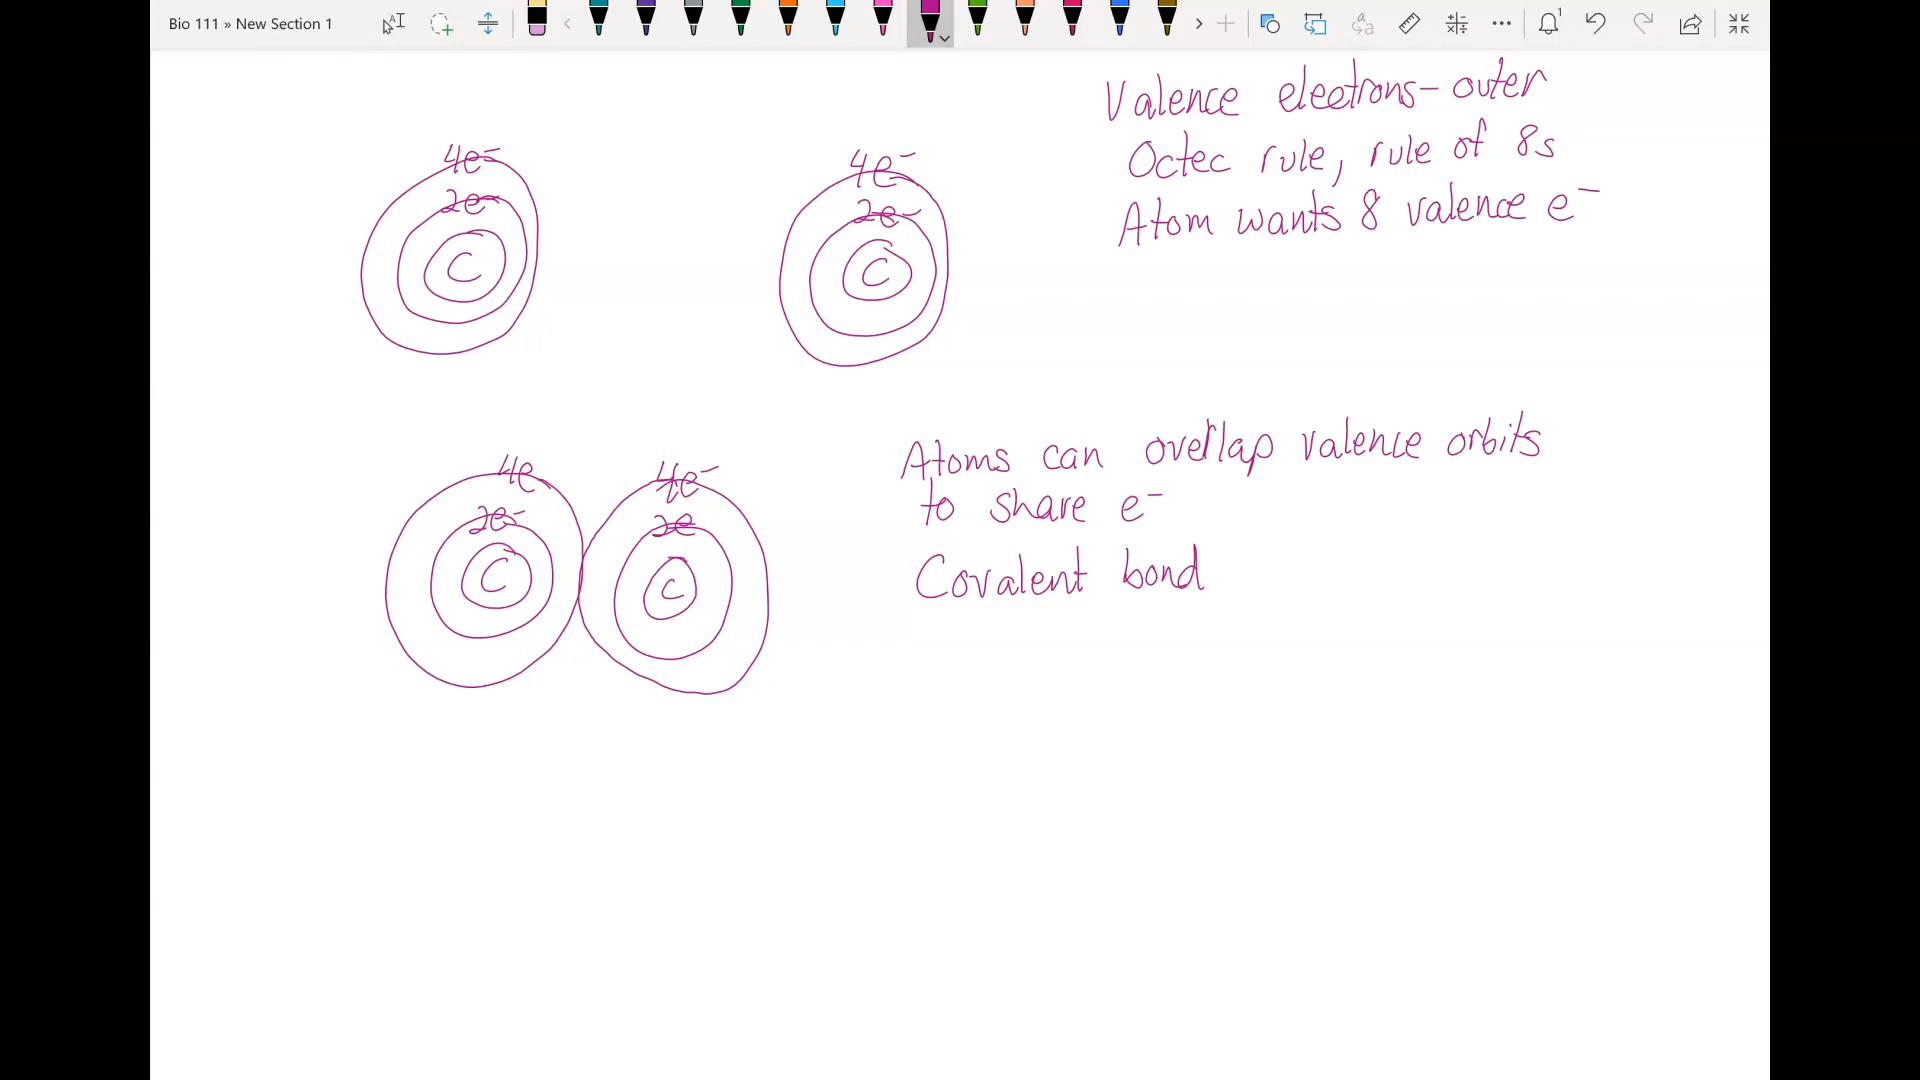 Bio 111 » New Section 1
Valence electrons - outer
Octec rule, rule of 8s
Atom wants 8 valence e⁻
4e⁻
2e⁻
C
4e⁻
2e⁻
C
Atoms can overlap valence orbits
to share e⁻
Covalent bond
4e
2e⁻
C
4e⁻
2e
C